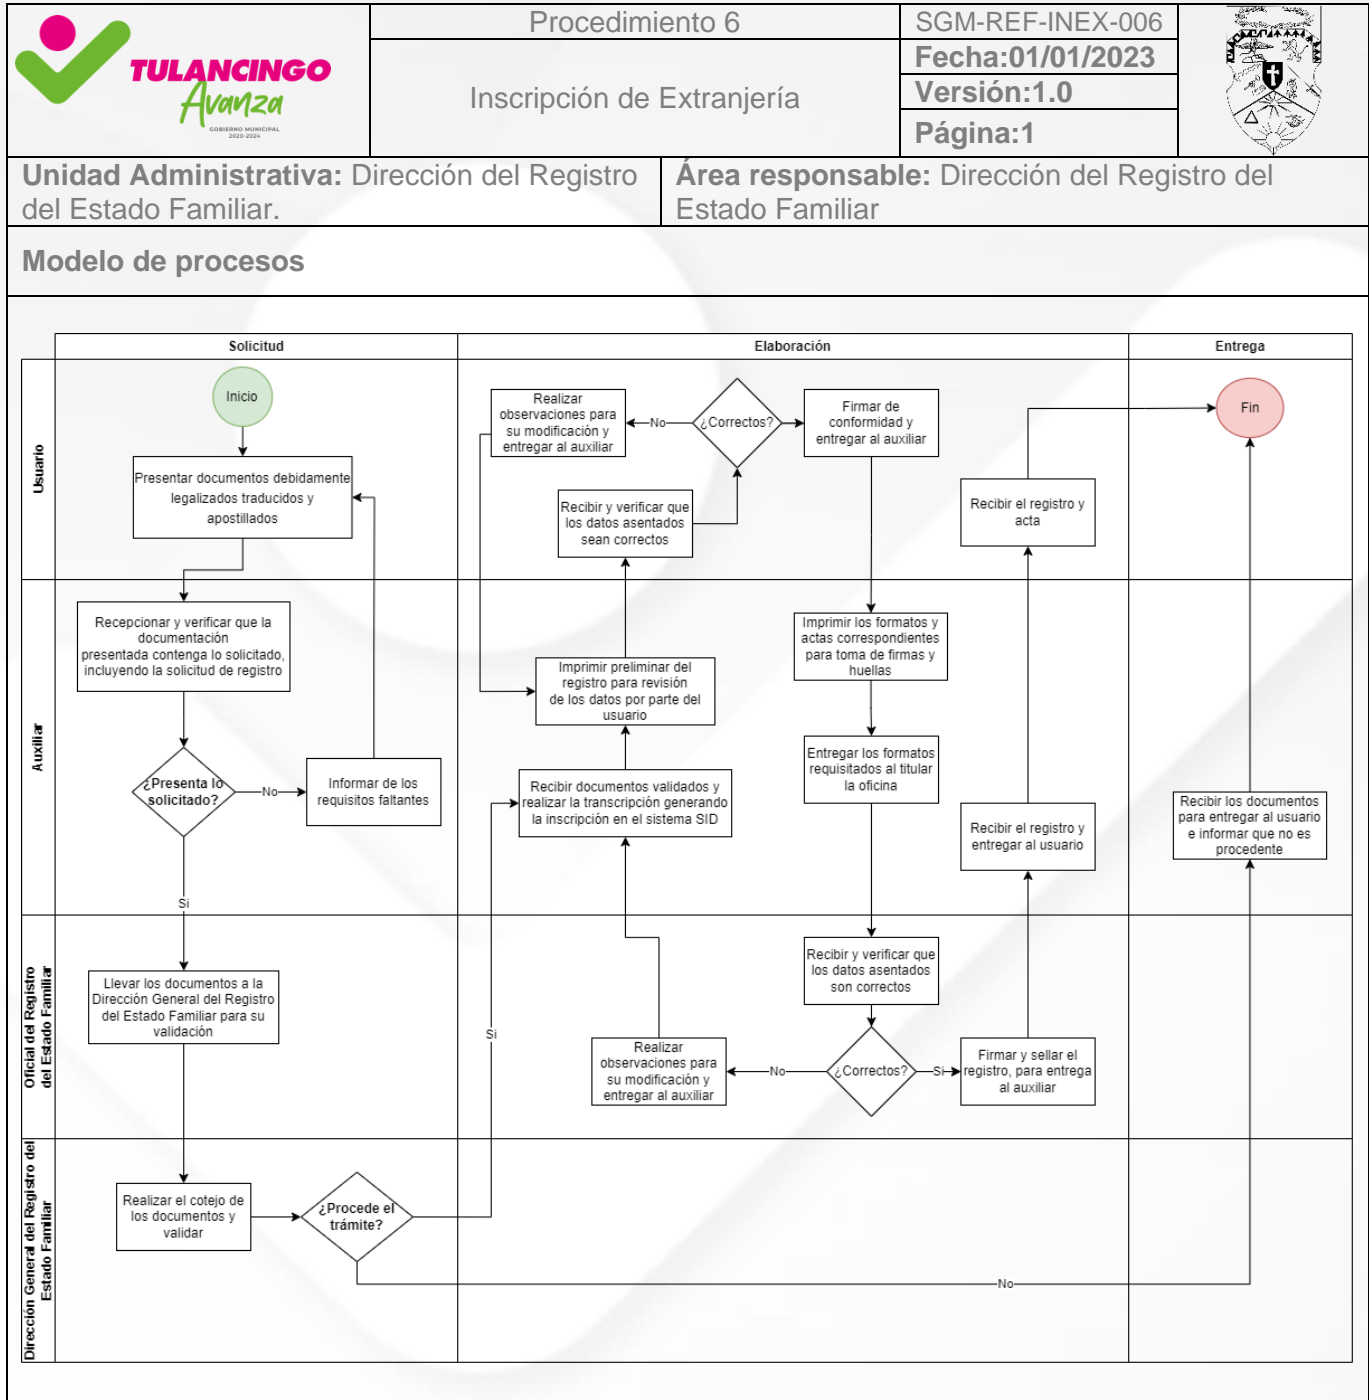 TULANCINGO
Avanza
GOBIERNO MUNICIPAL
2020-2024
Procedimiento 6
Inscripción de Extranjería
SGM-REF-INEX-006
Fecha:01/01/2023
Versión:1.0
Página:1
Unidad Administrativa: Dirección del Registro
del Estado Familiar.
Área responsable: Dirección del Registro del
Estado Familiar
Modelo de procesos
Solicitud
Elaboración
Entrega
Usuario
Inicio
Presentar documentos debidamente
legalizados traducidos y
apostillados
Realizar
observaciones para
su modificación y
entregar al auxiliar
No
¿Correctos?
Firmar de
conformidad y
entregar al auxiliar
Recibir y verificar que
los datos asentados
sean correctos
Recibir el registro y
acta
Fin
Auxiliar
Recepcionar y verificar que la
documentación
presentada contenga lo solicitado,
incluyendo la solicitud de registro
¿Presenta lo
solicitado?
No
Informar de los
requisitos faltantes
Si
Imprimir preliminar del
registro para revisión
de los datos por parte del
usuario
Recibir documentos validados y
realizar la transcripción generando
la inscripción en el sistema SID
Imprimir los formatos y
actas correspondientes
para toma de firmas y
huellas
Entregar los formatos
requisitados al titular
la oficina
Recibir el registro y
entregar al usuario
Recibir los documentos
para entregar al usuario
e informar que no es
procedente
Oficial del Registro
del Estado Familiar
Llevar los documentos a la
Dirección General del Registro
del Estado Familiar para su
validación
Si
Realizar
observaciones para
su modificación y
entregar al auxiliar
No
Recibir y verificar que
los datos asentados
son correctos
¿Correctos?
Si
Firmar y sellar el
registro, para entrega
al auxiliar
Dirección General del Registro del
Estado Familiar
Realizar el cotejo de
los documentos y
validar
¿Procede el
trámite?
No